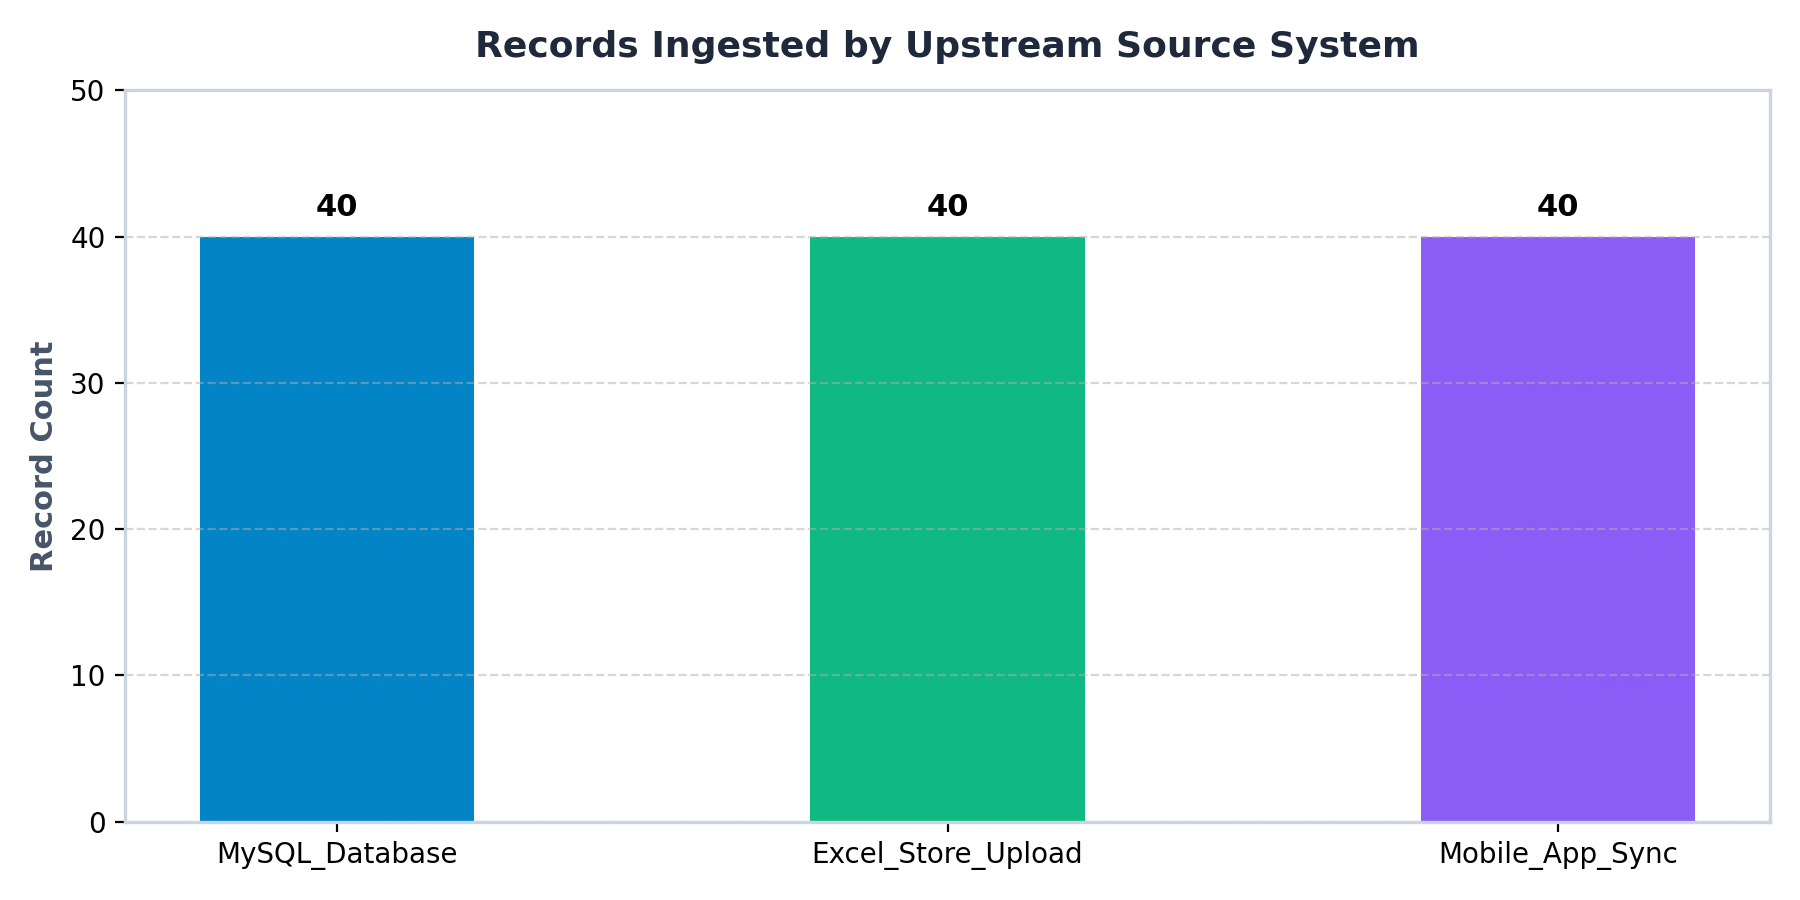 Records Ingested by Upstream Source System
Record Count
50
40
30
20
10
0
40
40
40
MySQL_Database
Excel_Store_Upload
Mobile_App_Sync